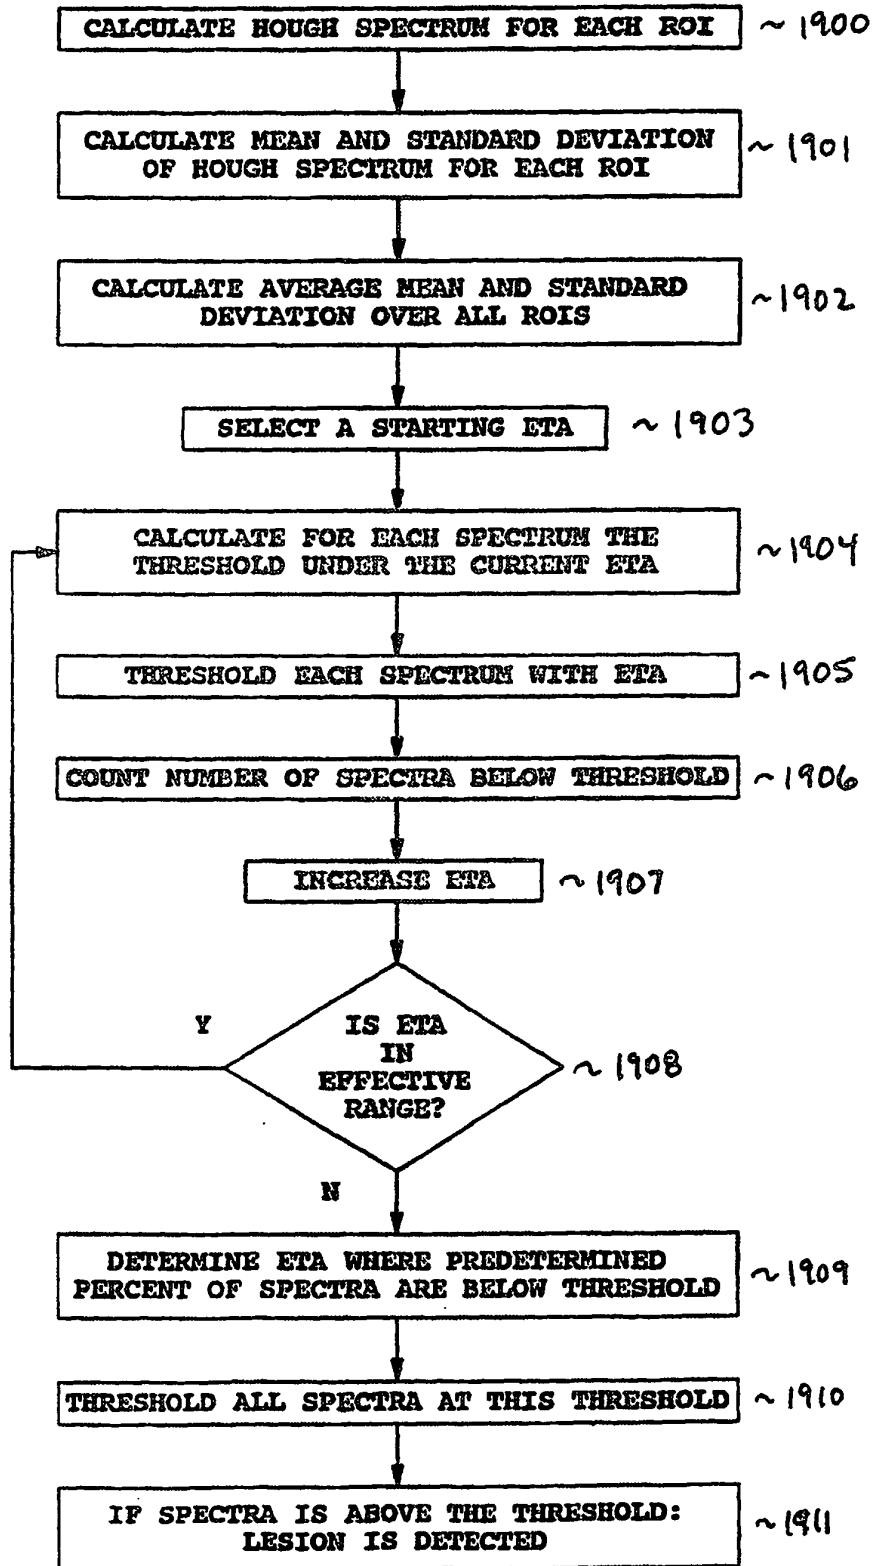 CALCULATE HOUGH SPECTRUM FOR EACH ROI ~ 1900
CALCULATE MEAN AND STANDARD DEVIATION
OF HOUGH SPECTRUM FOR EACH ROI
~ 1901
CALCULATE AVERAGE MEAN AND STANDARD
DEVIATION OVER ALL ROIS
~ 1902
SELECT A STARTING ETA ~ 1903
CALCULATE FOR EACH SPECTRUM THE
THRESHOLD UNDER THE CURRENT ETA
~ 1904
THRESHOLD EACH SPECTRUM WITH ETA ~ 1905
COUNT NUMBER OF SPECTRA BELOW THRESHOLD ~ 1906
INCREASE ETA ~ 1907
Y
IS ETA
IN
EFFECTIVE
RANGE?
~ 1908
N
DETERMINE ETA WHERE PREDETERMINED
PERCENT OF SPECTRA ARE BELOW THRESHOLD
~ 1909
THRESHOLD ALL SPECTRA AT THIS THRESHOLD ~ 1910
IF SPECTRA IS ABOVE THE THRESHOLD:
LESION IS DETECTED
~ 1911